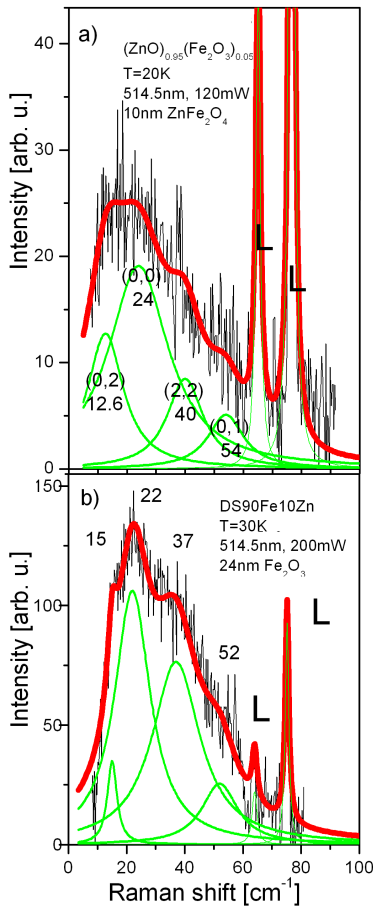 a)
(ZnO)0.95(Fe2O3)0.05
T=20K
514.5nm, 120mW
10nm ZnFe2O4
Intensity [arb. u.]
40
30
20
10
0
L
L
(0,0)
24
(0,2)
12.6
(2,2)
40
(0,1)
54
b)
DS90Fe10Zn
T=30K
514.5nm, 200mW
24nm Fe2O3
Intensity [arb. u.]
150
100
50
0
15
22
37
52
L
L
0 20 40 60 80 100
Raman shift [cm-1]